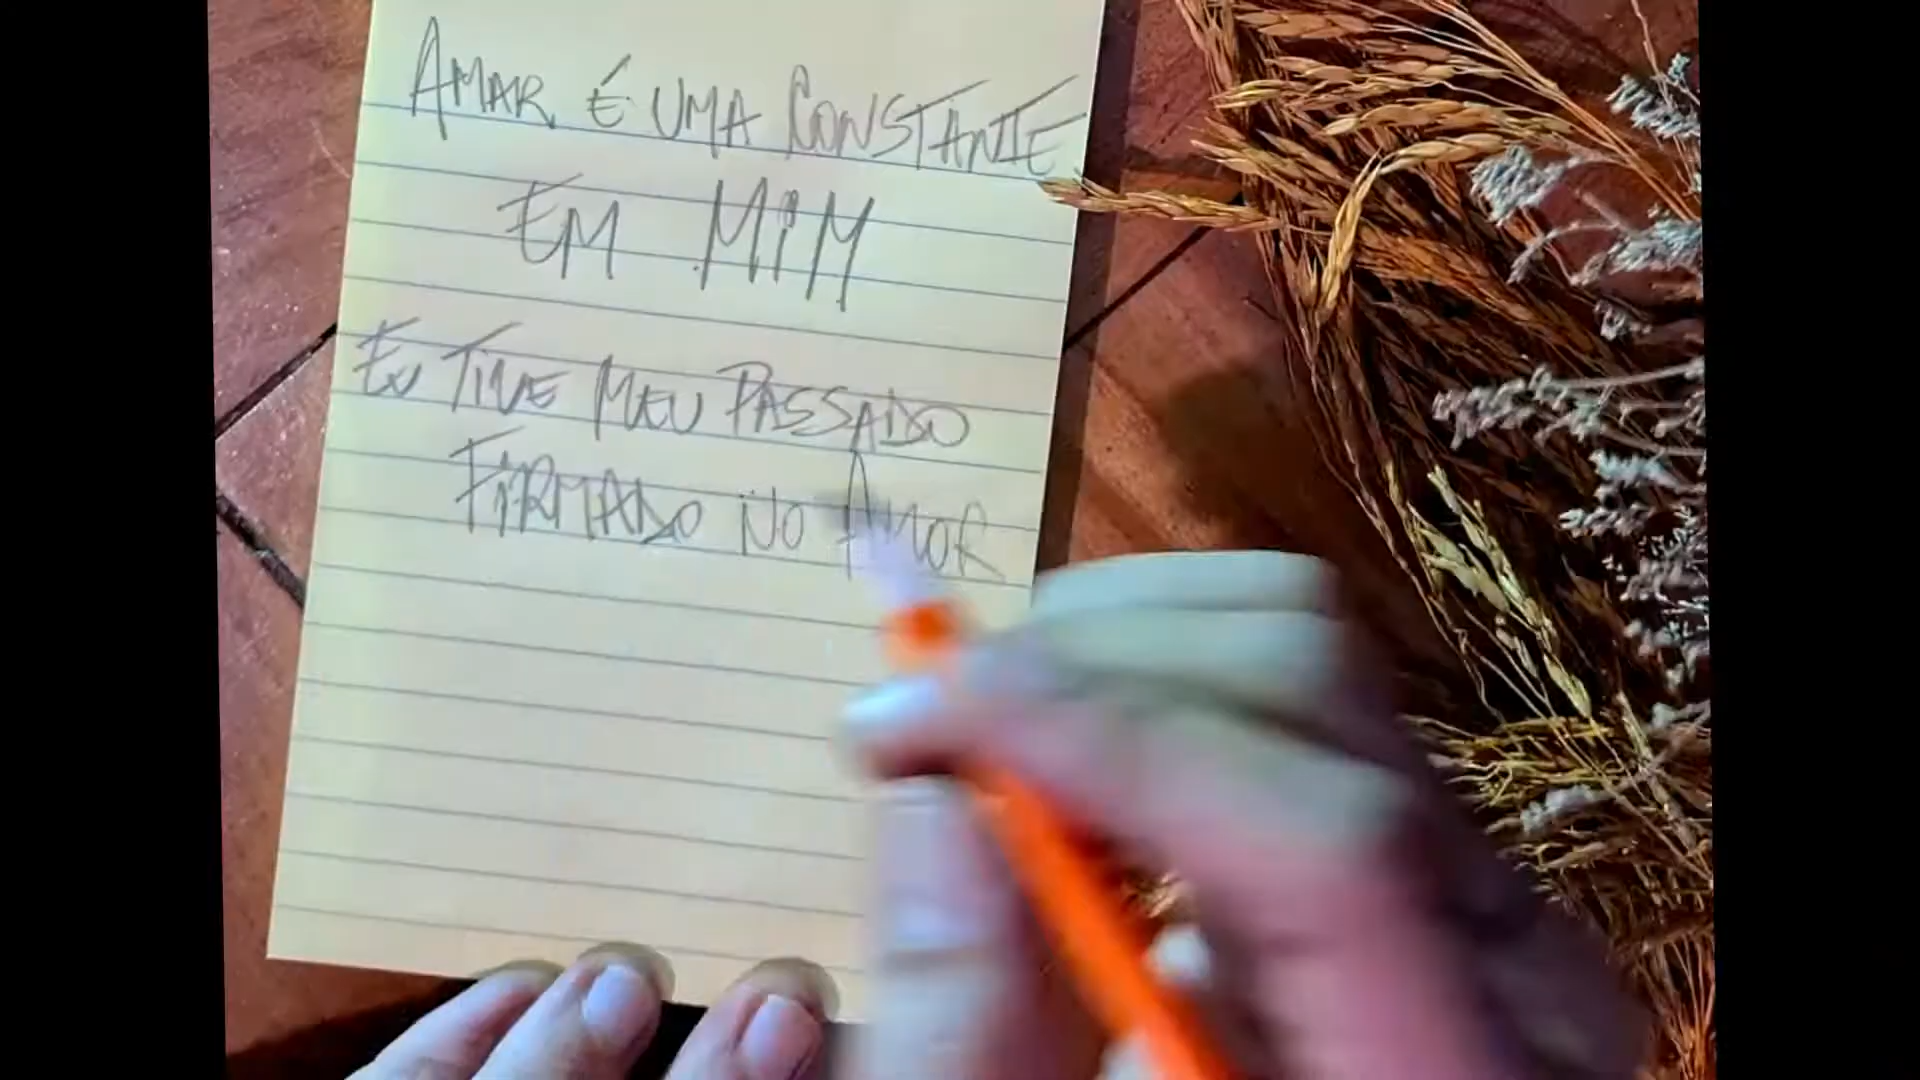 AMAR É UMA CONSTANTE
EM MiM
EU TIVE MEU PASSADO
FiRMADO NO AMOR